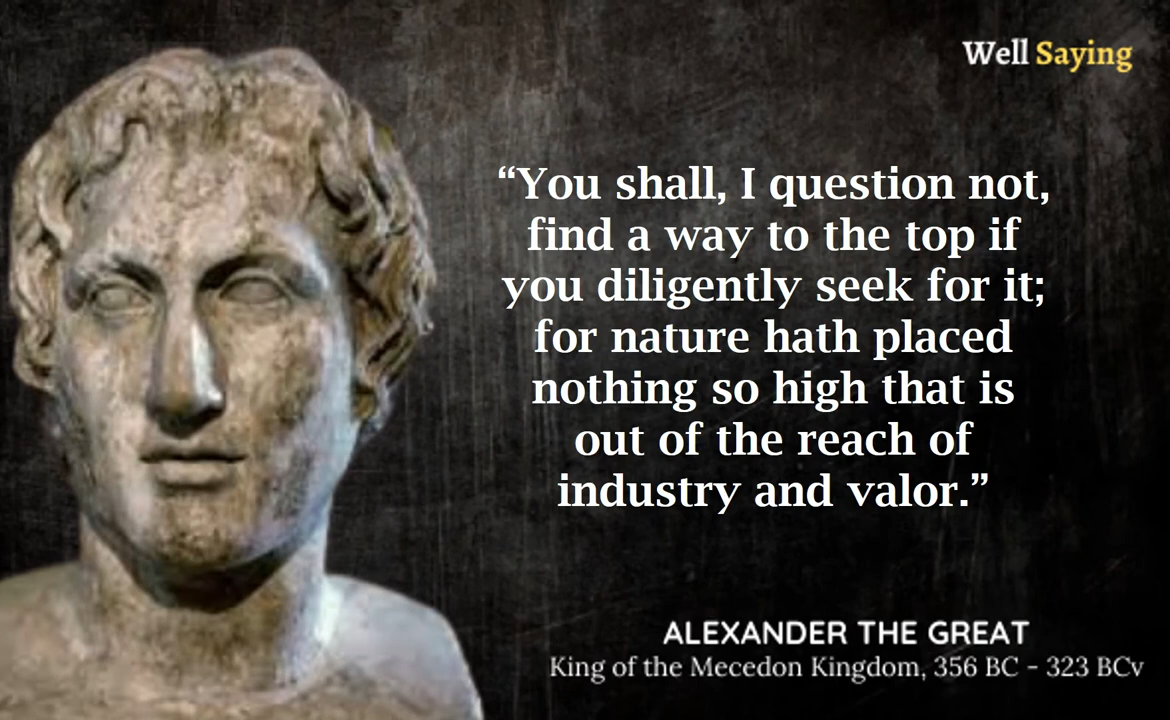 Well Saying
“You shall, I question not,
find a way to the top if
you diligently seek for it;
for nature hath placed
nothing so high that is
out of the reach of
industry and valor.”
ALEXANDER THE GREAT
King of the Mecedon Kingdom, 356 BC – 323 BCv